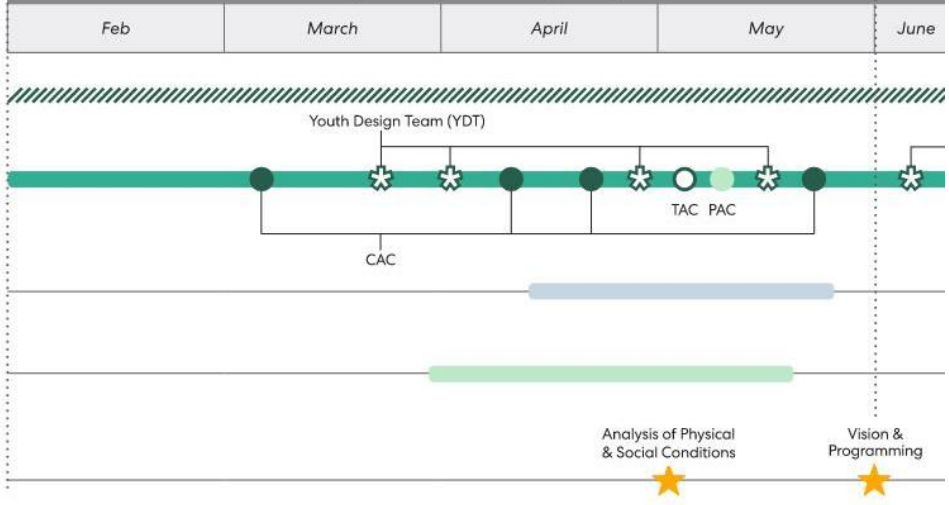 Feb
March
April
May
June
Youth Design Team (YDT)
TAC
PAC
CAC
Analysis of Physical
& Social Conditions
Vision &
Programming